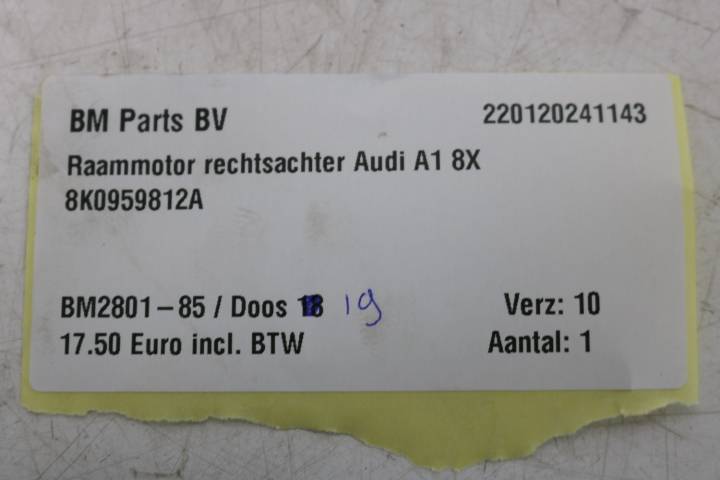 BM Parts BV 220120241143
Raammotor rechtsachter Audi A1 8X
8K0959812A
BM2801-85 / Doos 18 19 Verz: 10
17.50 Euro incl. BTW Aantal: 1